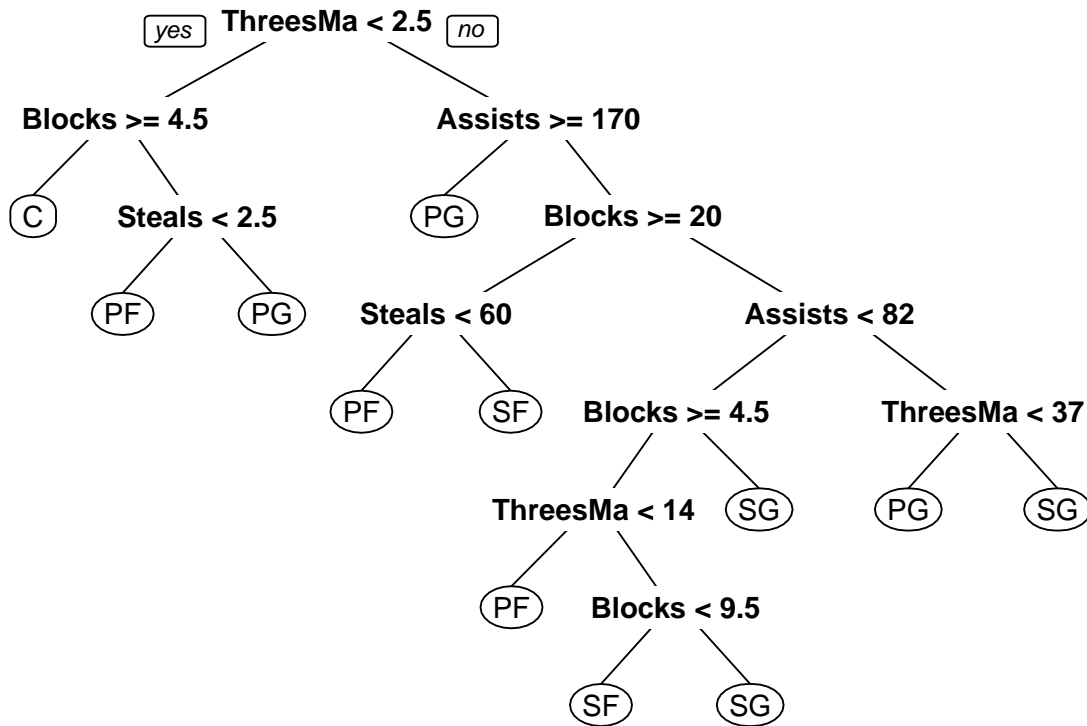 yes ThreesMa < 2.5 no
Blocks >= 4.5 Assists >= 170
C Steals < 2.5 PG Blocks >= 20
PF PG Steals < 60 Assists < 82
PF SF Blocks >= 4.5 ThreesMa < 37
ThreesMa < 14 SG PG SG
PF Blocks < 9.5
SF SG